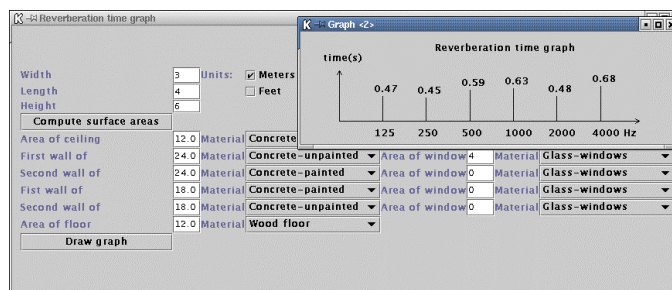 Reverberation time graph
Graph <2>
Reverberation time graph
time(s)
0.47 0.45 0.59 0.63 0.48 0.68
125 250 500 1000 2000 4000 Hz
Width 3 Units: Meters
Length 4 Feet
Height 6
Compute surface areas
Area of ceiling 12.0 Material Concrete
First wall of 24.0 Material Concrete-unpainted Area of window 4 Material Glass-windows
Second wall of 24.0 Material Concrete-painted Area of window 0 Material Glass-windows
Fist wall of 18.0 Material Concrete-painted Area of window 0 Material Glass-windows
Second wall of 18.0 Material Concrete-unpainted Area of window 0 Material Glass-windows
Area of floor 12.0 Material Wood floor
Draw graph